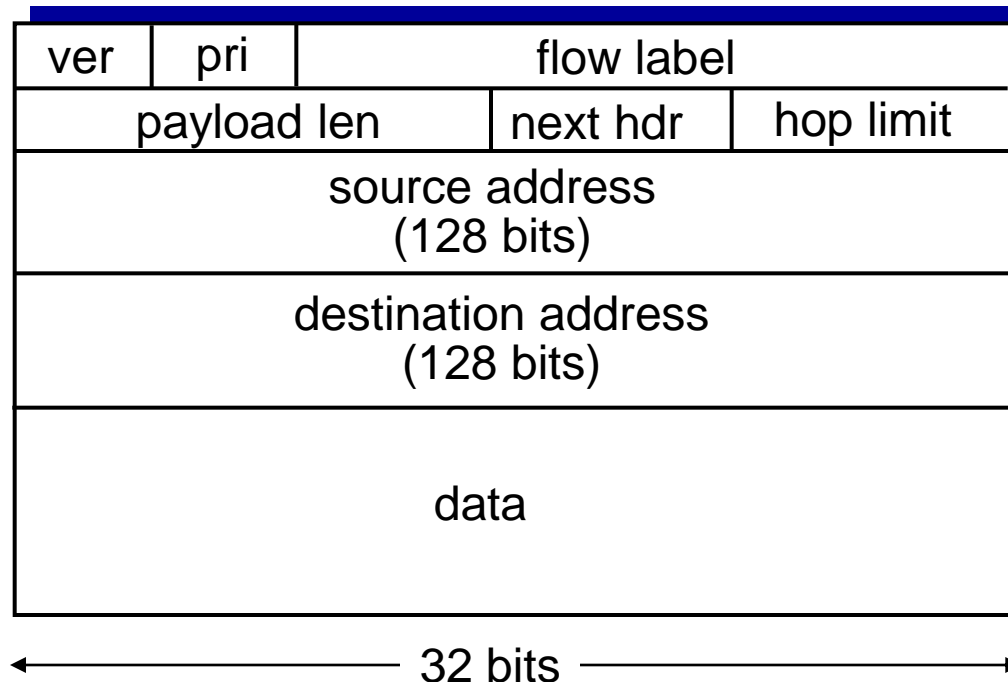 ver pri flow label
payload len next hdr hop limit
source address
(128 bits)
destination address
(128 bits)
data
32 bits